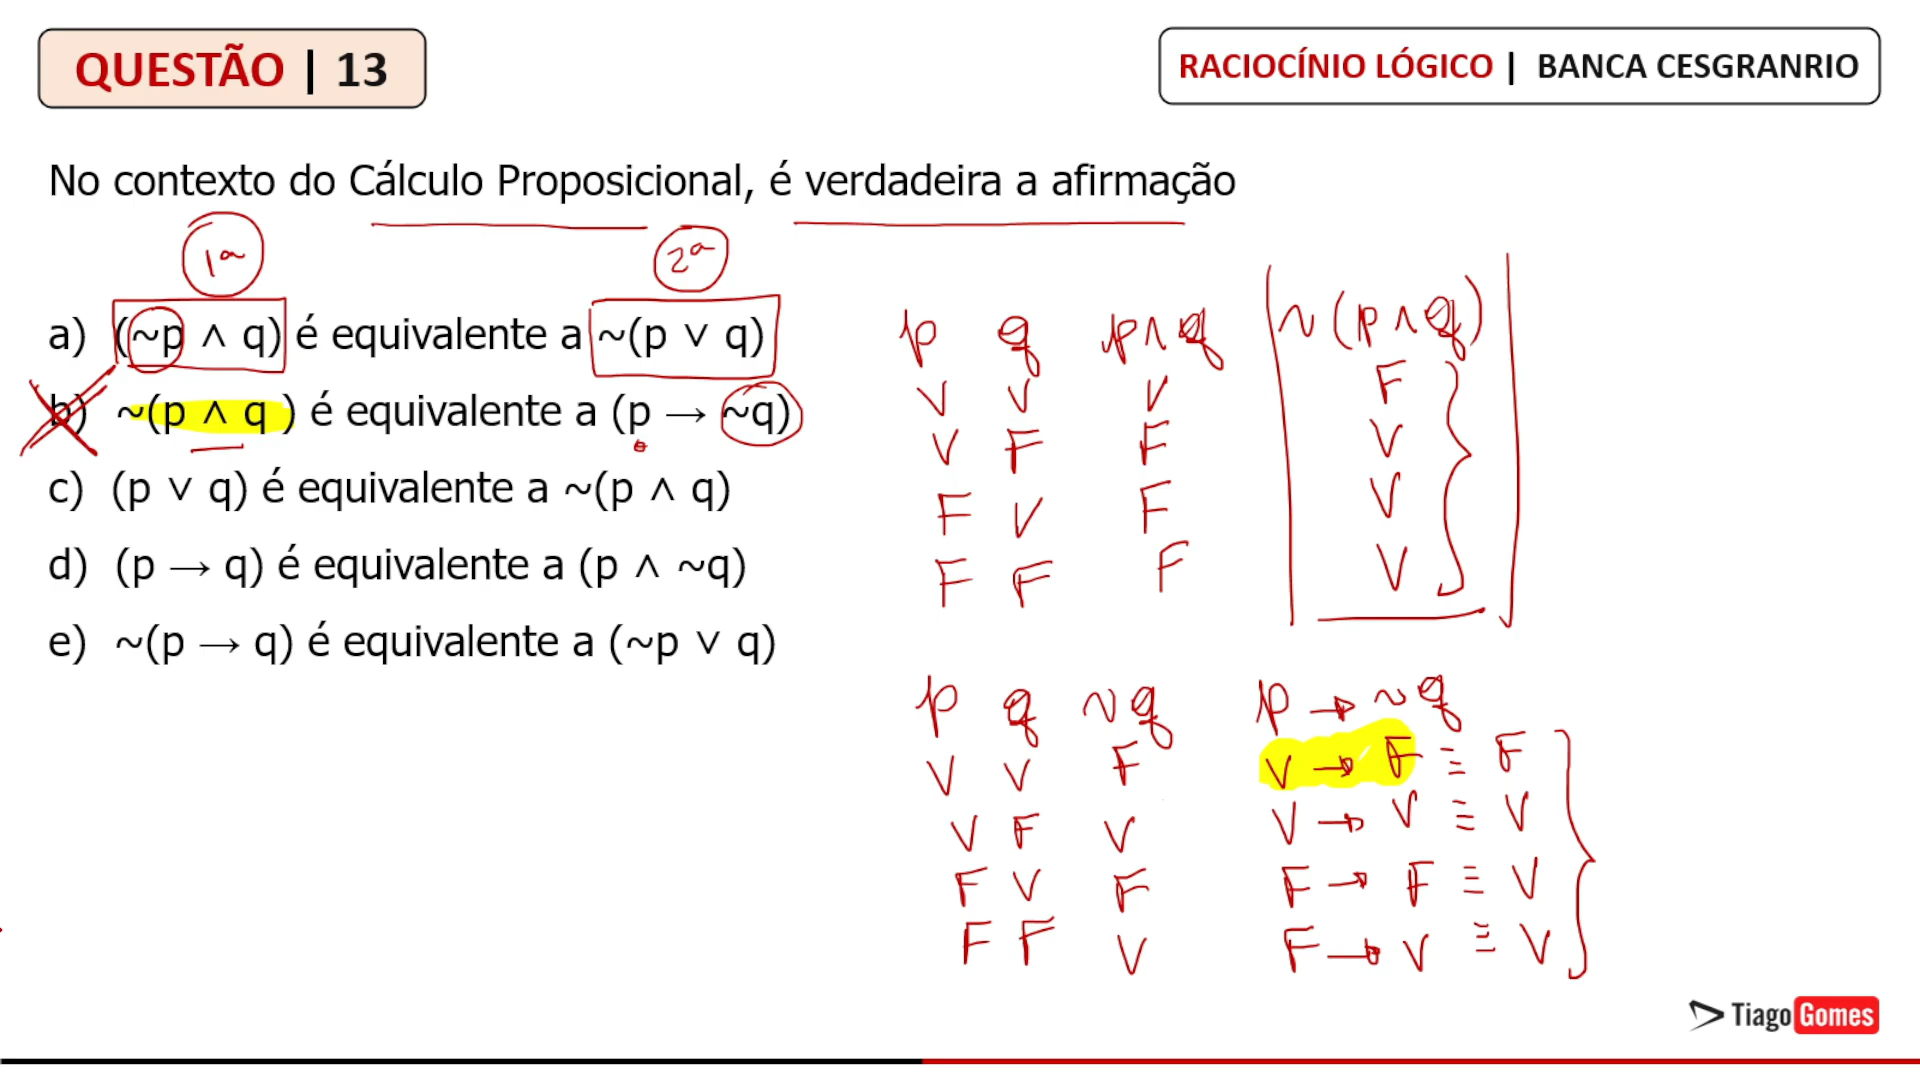 QUESTÃO | 13
RACIOCÍNIO LÓGICO | BANCA CESGRANRIO
No contexto do Cálculo Proposicional, é verdadeira a afirmação
1ª 2ª
a) (~p ∧ q) é equivalente a ~(p ∨ q)
b) ~(p ∧ q ) é equivalente a (p → ~q)
c) (p ∨ q) é equivalente a ~(p ∧ q)
d) (p → q) é equivalente a (p ∧ ~q)
e) ~(p → q) é equivalente a (~p ∨ q)
p q p∧q ~(p∧q)
V V V F
V F F V
F V F V
F F F V
p q ~q p → ~q
V V F V → F ≡ F
V F V V → V ≡ V
F V F F → F ≡ V
F F V F → V ≡ V
Tiago Gomes